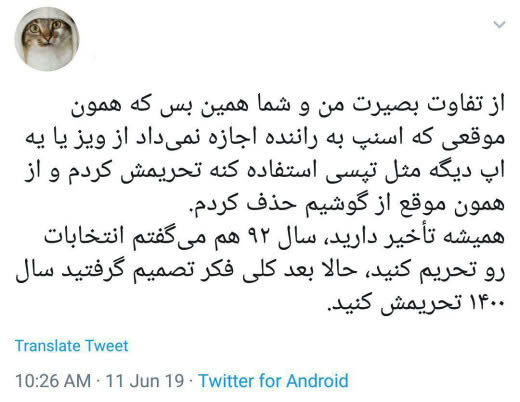 از تفاوت بصیرت من و شما همین بس که همون
موقعی که اسنپ به راننده اجازه نمی‌داد از ویز یا یه
اپ دیگه مثل تپسی استفاده کنه تحریمش کردم و از
همون موقع از گوشیم حذف کردم.
همیشه تأخیر دارید، سال ۹۲ هم می‌گفتم انتخابات
رو تحریم کنید، حالا بعد کلی فکر تصمیم گرفتید سال
۱۴۰۰ تحریمش کنید.
Translate Tweet
10:26 AM · 11 Jun 19 · Twitter for Android